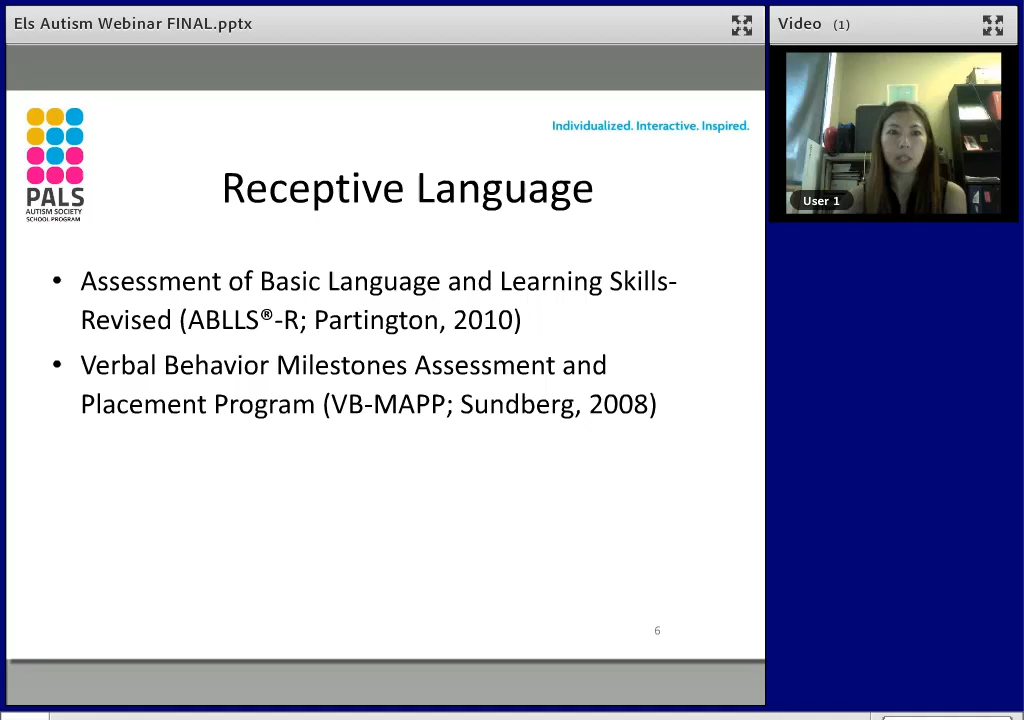 Els Autism Webinar FINAL.pptx
Video (1)
PALS
AUTISM SOCIETY
SCHOOL PROGRAM
Individualized. Interactive. Inspired.
Receptive Language
• Assessment of Basic Language and Learning Skills-
Revised (ABLLS®-R; Partington, 2010)
• Verbal Behavior Milestones Assessment and
Placement Program (VB-MAPP; Sundberg, 2008)
6
User 1